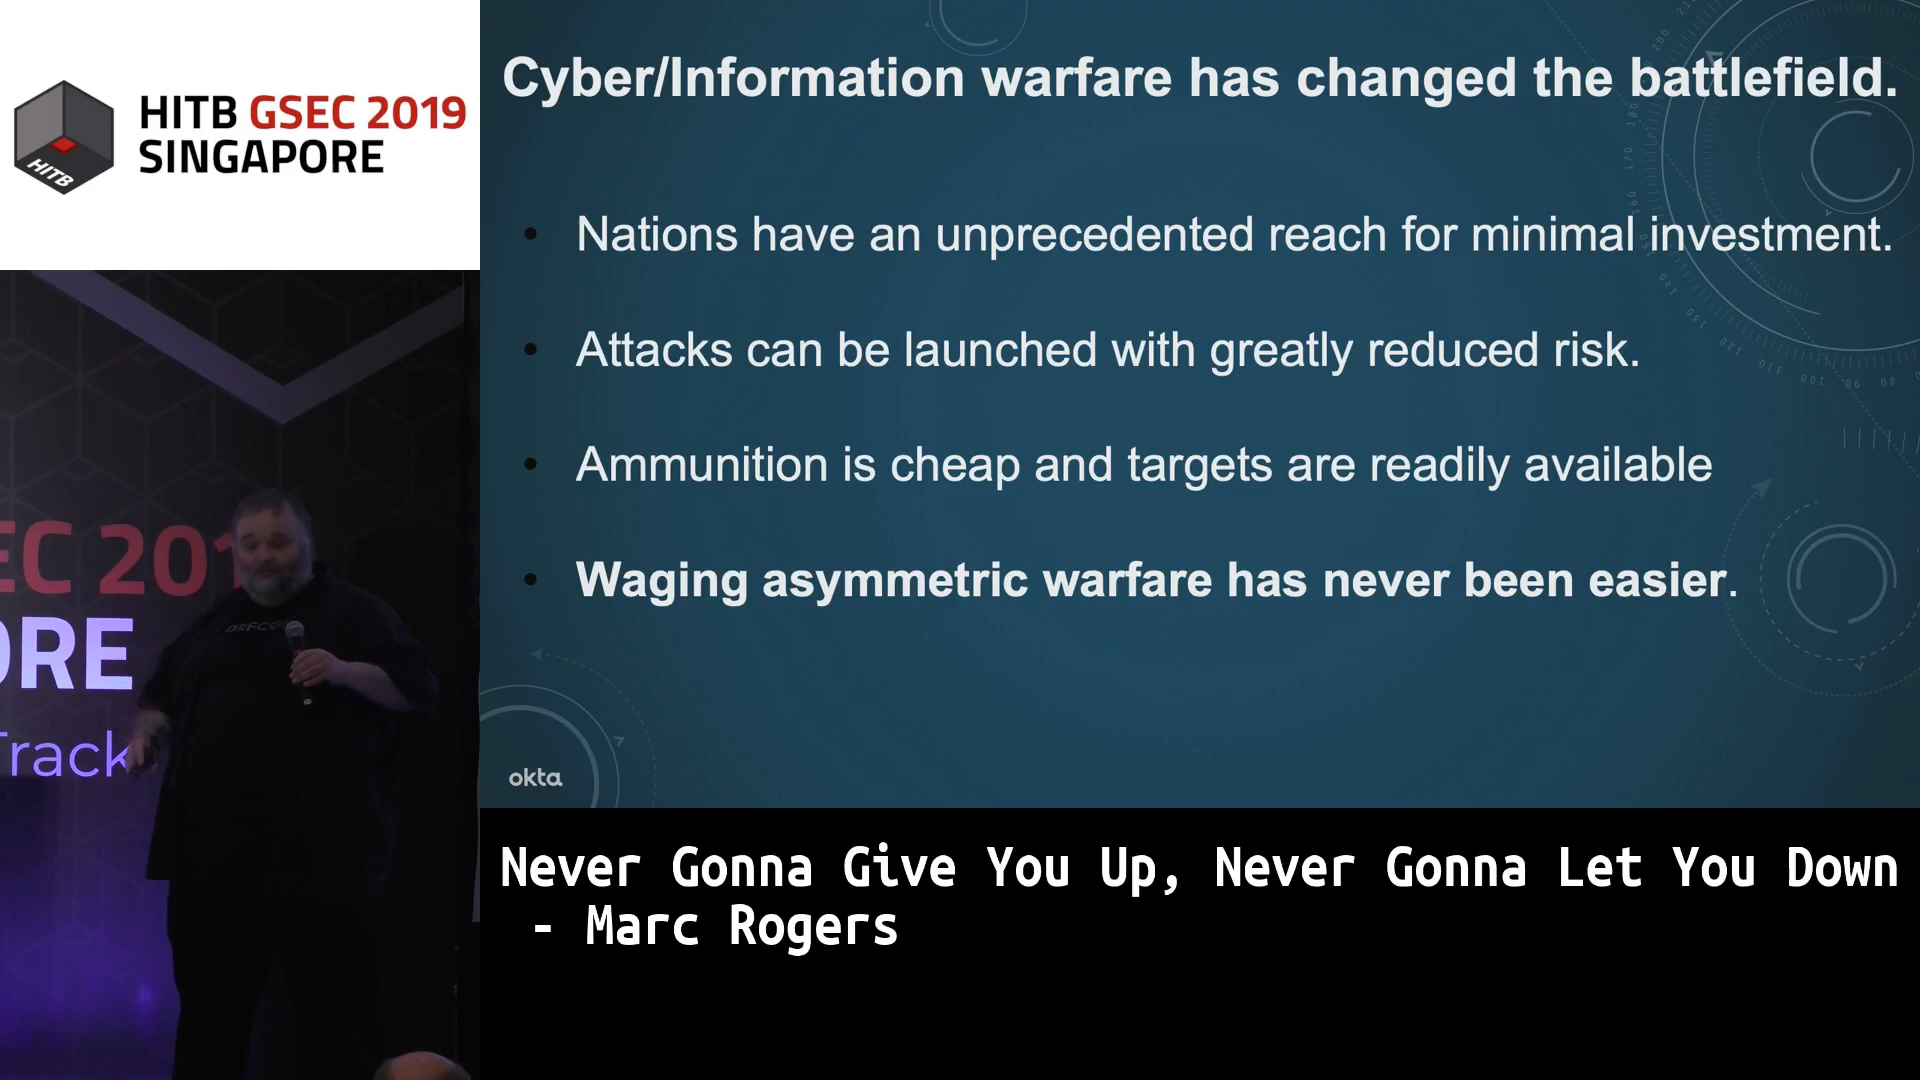 HITB GSEC 2019
SINGAPORE
HITB
Cyber/Information warfare has changed the battlefield.
• Nations have an unprecedented reach for minimal investment.
• Attacks can be launched with greatly reduced risk.
• Ammunition is cheap and targets are readily available
• Waging asymmetric warfare has never been easier.
okta
EC 201
ORE
Track
DEFCO
Never Gonna Give You Up, Never Gonna Let You Down
- Marc Rogers